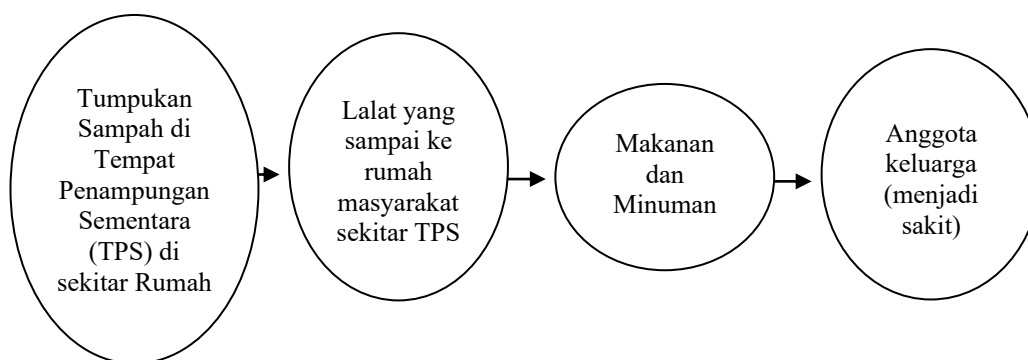 Tumpukan
Sampah di
Tempat
Penampungan
Sementara
(TPS) di
sekitar Rumah
Lalat yang
sampai ke
rumah
masyarakat
sekitar TPS
Makanan
dan
Minuman
Anggota
keluarga
(menjadi
sakit)